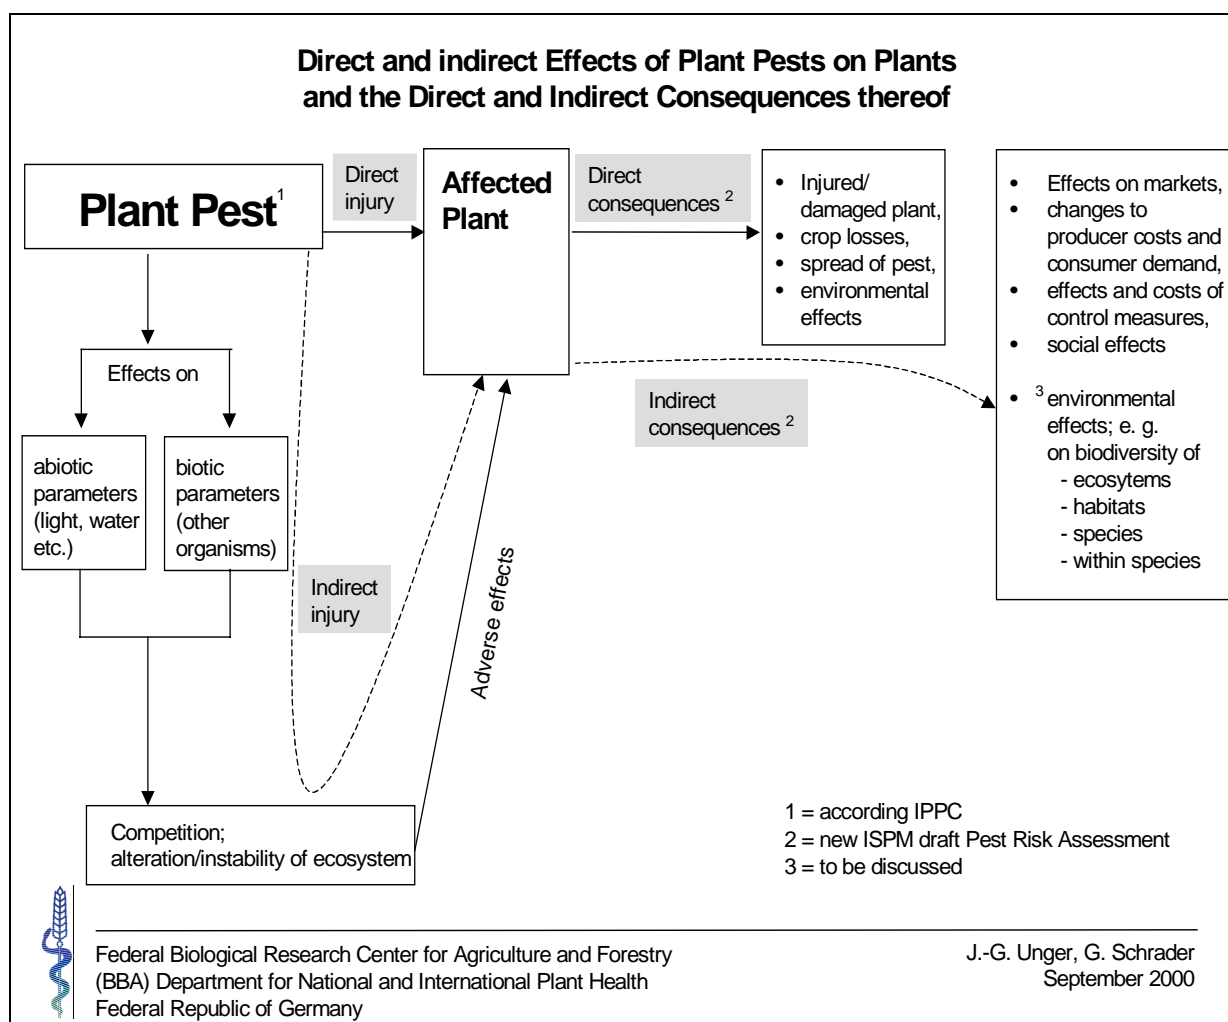 Direct and indirect Effects of Plant Pests on Plants
and the Direct and Indirect Consequences thereof
Plant Pest 1
Direct
injury
Affected
Plant
Direct
consequences 2
• Injured/
damaged plant,
• crop losses,
• spread of pest,
• environmental
effects
• Effects on markets,
• changes to
producer costs and
consumer demand,
• effects and costs of
control measures,
• social effects
• 3 environmental
effects; e. g.
on biodiversity of
- ecosytems
- habitats
- species
- within species
Effects on
abiotic
parameters
(light, water
etc.)
biotic
parameters
(other
organisms)
Indirect
consequences 2
Indirect
injury
Adverse effects
Competition;
alteration/instability of ecosystem
1 = according IPPC
2 = new ISPM draft Pest Risk Assessment
3 = to be discussed
Federal Biological Research Center for Agriculture and Forestry
(BBA) Department for National and International Plant Health
Federal Republic of Germany
J.-G. Unger, G. Schrader
September 2000